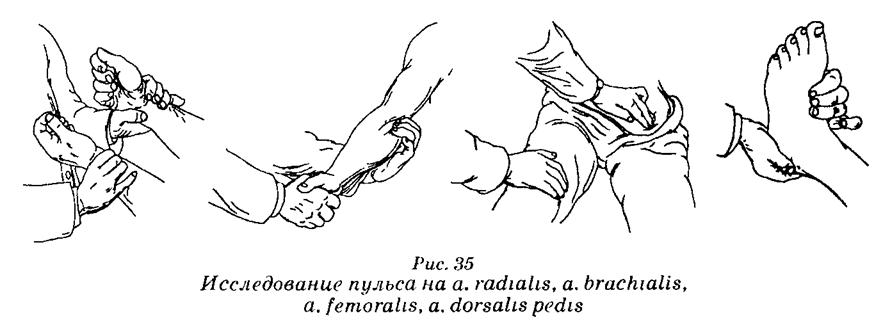 Рис. 35
Исследование пульса на a. radialis, a. brachialis,
a. femoralis, a. dorsalis pedis